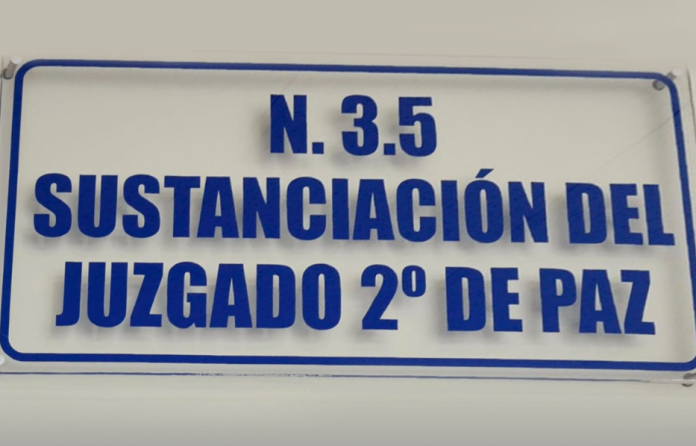 N. 3.5
SUSTANCIACIÓN DEL
JUZGADO 2º DE PAZ